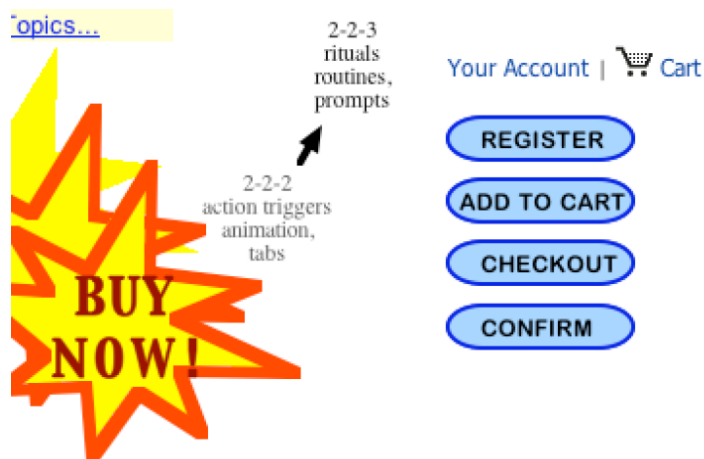 Topics...
2-2-3
rituals
routines,
prompts
Your Account | Cart
REGISTER
2-2-2
action triggers
animation,
tabs
ADD TO CART
CHECKOUT
BUY
NOW!
CONFIRM